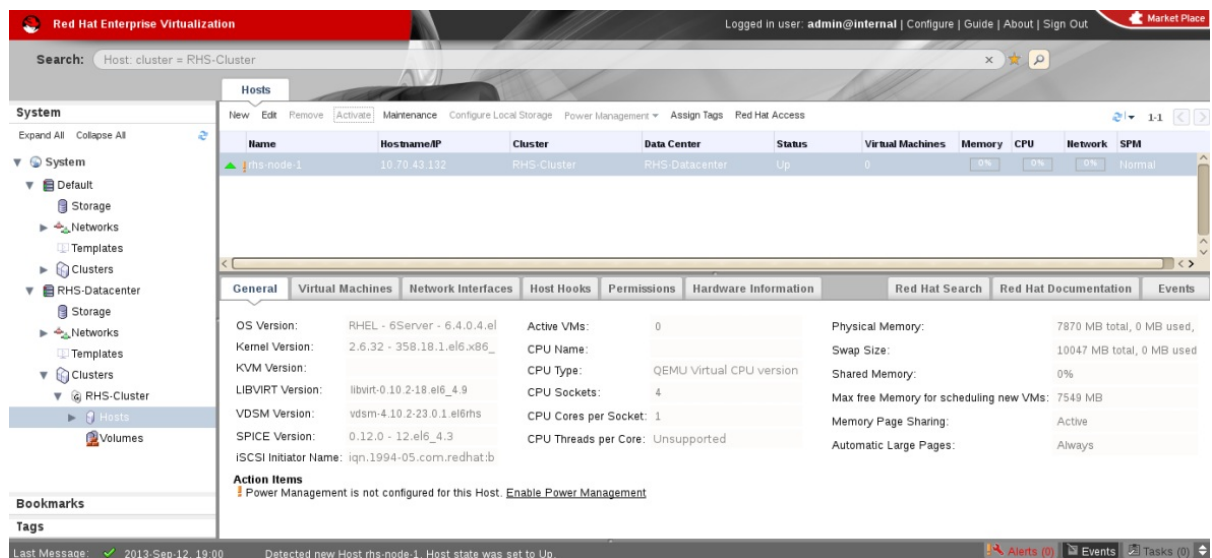 Red Hat Enterprise Virtualization
Logged in user: admin@internal | Configure | Guide | About | Sign Out
Market Place
Search: Host: cluster = RHS-Cluster
Hosts
System
Expand All Collapse All
System
Default
Storage
Networks
Templates
Clusters
RHS-Datacenter
Storage
Networks
Templates
Clusters
RHS-Cluster
Hosts
Volumes
Bookmarks
Tags
New Edit Remove Activate Maintenance Configure Local Storage Power Management Assign Tags Red Hat Access 1-1
Name Hostname/IP Cluster Data Center Status Virtual Machines Memory CPU Network SPM
rhs-node-1 10.70.43.132 RHS-Cluster RHS-Datacenter Up 0 0% 0% 0% Normal
General Virtual Machines Network Interfaces Host Hooks Permissions Hardware Information Red Hat Search Red Hat Documentation Events
OS Version: RHEL - 6Server - 6.4.0.4.el
Kernel Version: 2.6.32 - 358.18.1.el6.x86_
KVM Version:
LIBVIRT Version: libvirt-0.10.2-18.el6_4.9
VDSM Version: vdsm-4.10.2-23.0.1.el6rhs
SPICE Version: 0.12.0 - 12.el6_4.3
iSCSI Initiator Name: iqn.1994-05.com.redhat:b
Active VMs: 0
CPU Name:
CPU Type: QEMU Virtual CPU version
CPU Sockets: 4
CPU Cores per Socket: 1
CPU Threads per Core: Unsupported
Physical Memory: 7870 MB total, 0 MB used,
Swap Size: 10047 MB total, 0 MB used
Shared Memory: 0%
Max free Memory for scheduling new VMs: 7549 MB
Memory Page Sharing: Active
Automatic Large Pages: Always
Action Items
Power Management is not configured for this Host. Enable Power Management
Last Message: 2013-Sep-12, 19:00 Detected new Host rhs-node-1. Host state was set to Up.
Alerts (0) Events Tasks (0)